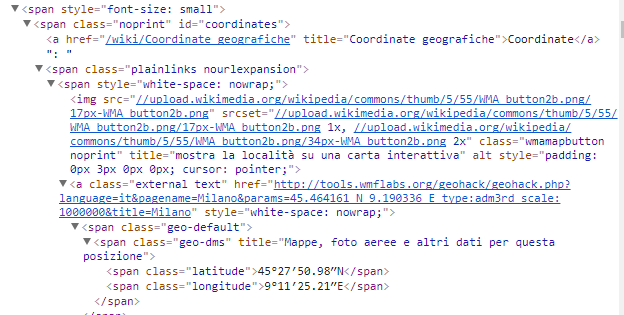 ▼<span style="font-size: small">
▼<span class="noprint" id="coordinates">
<a href="/wiki/Coordinate_geografiche" title="Coordinate geografiche">Coordinate</a>
": "
▼<span class="plainlinks nourlexpansion">
▼<span style="white-space: nowrap;">
<img src="//upload.wikimedia.org/wikipedia/commons/thumb/5/55/WMA_button2b.png/
17px-WMA_button2b.png" srcset="//upload.wikimedia.org/wikipedia/commons/thumb/5/55/
WMA_button2b.png/17px-WMA_button2b.png 1x, //upload.wikimedia.org/wikipedia/
commons/thumb/5/55/WMA_button2b.png/34px-WMA_button2b.png 2x" class="wmamapbutton
noprint" title="mostra la località su una carta interattiva" alt style="padding:
0px 3px 0px 0px; cursor: pointer;">
▼<a class="external text" href="http://tools.wmflabs.org/geohack/geohack.php?
language=it&pagename=Milano&params=45.464161_N_9.190336_E_type:adm3rd_scale:
1000000&title=Milano" style="white-space: nowrap;">
▼<span class="geo-default">
▼<span class="geo-dms" title="Mappe, foto aeree e altri dati per questa
posizione">
<span class="latitude">45°27′50.98″N</span>
<span class="longitude">9°11′25.21″E</span>
</span>